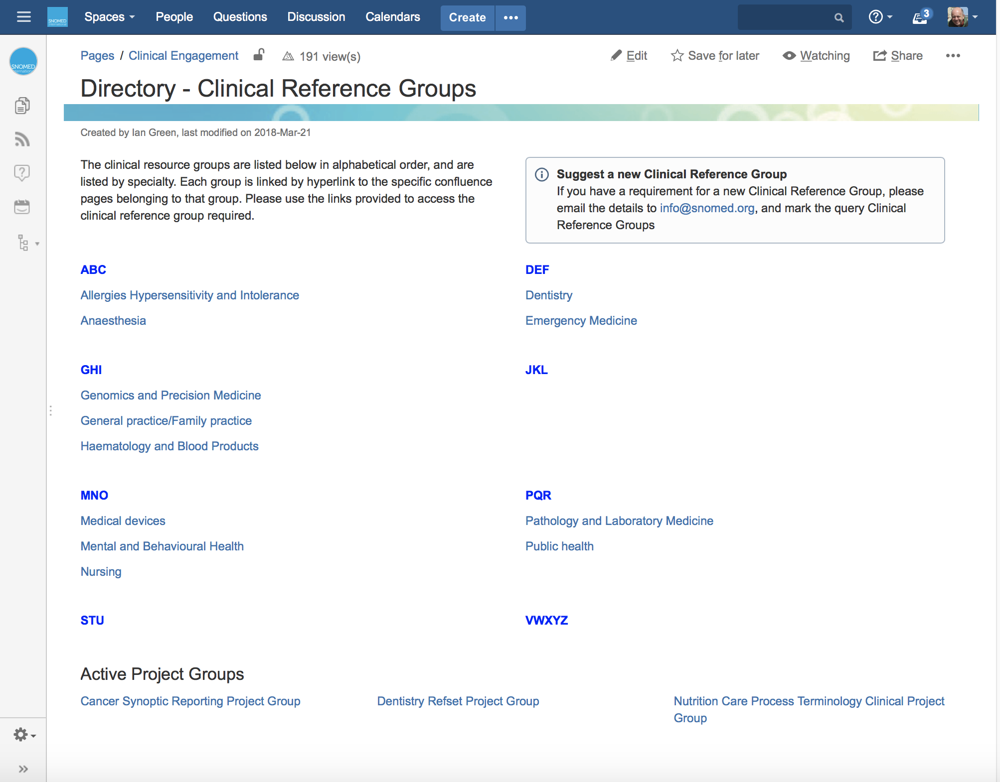 SNOMED
International
Spaces
People
Questions
Discussion
Calendars
Create
3
SNOMED
International
Pages / Clinical Engagement
191 view(s)
Edit
Save for later
Watching
Share
Directory - Clinical Reference Groups
Created by Ian Green, last modified on 2018-Mar-21
The clinical resource groups are listed below in alphabetical order, and are
listed by specialty. Each group is linked by hyperlink to the specific confluence
pages belonging to that group. Please use the links provided to access the
clinical reference group required.
Suggest a new Clinical Reference Group
If you have a requirement for a new Clinical Reference Group, please
email the details to info@snomed.org, and mark the query Clinical
Reference Groups
ABC
Allergies Hypersensitivity and Intolerance
Anaesthesia
DEF
Dentistry
Emergency Medicine
GHI
Genomics and Precision Medicine
General practice/Family practice
Haematology and Blood Products
JKL
MNO
Medical devices
Mental and Behavioural Health
Nursing
PQR
Pathology and Laboratory Medicine
Public health
STU
VWXYZ
Active Project Groups
Cancer Synoptic Reporting Project Group
Dentistry Refset Project Group
Nutrition Care Process Terminology Clinical Project
Group